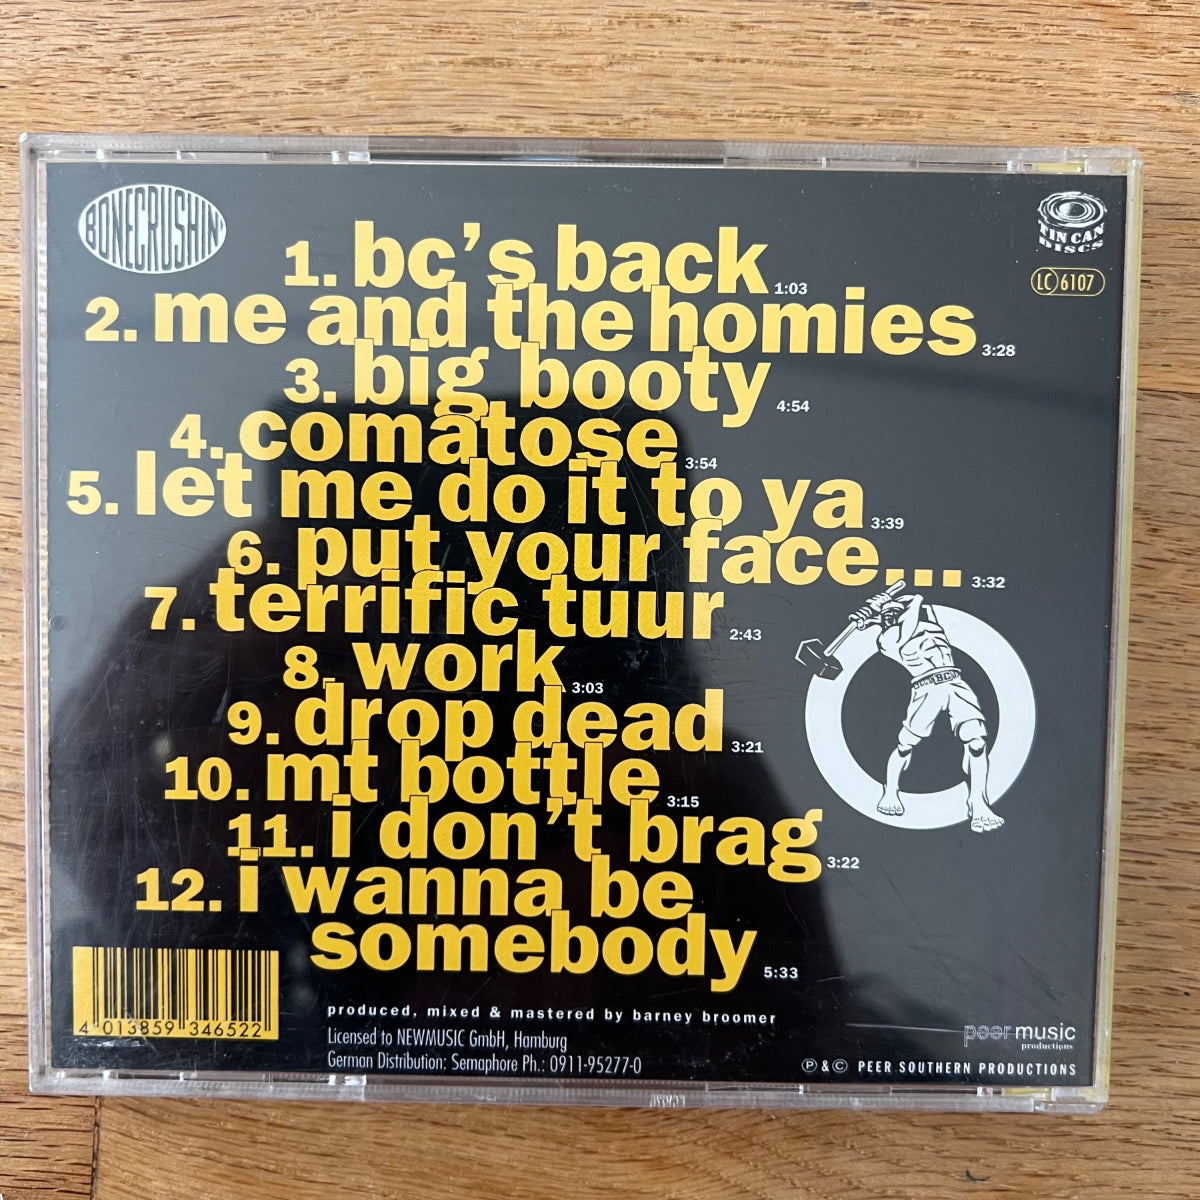 BONECRUSHIN'
TIN CAN
DISCS
LC 6107
1. bc's back 1:03
2. me and the homies 3:28
3. big booty 4:54
4. comatose 3:54
5. let me do it to ya 3:39
6. put your face... 3:32
7. terrific tuur 2:43
8. work 3:03
9. drop dead 3:21
10. mt bottle 3:15
11. i don't brag 3:22
12. i wanna be
somebody 5:33
4 013859 346522
produced, mixed & mastered by barney broomer
Licensed to NEWMUSIC GmbH, Hamburg
German Distribution: Semaphore Ph.: 0911-95277-0
peermusic
productions
℗ & © PEER SOUTHERN PRODUCTIONS